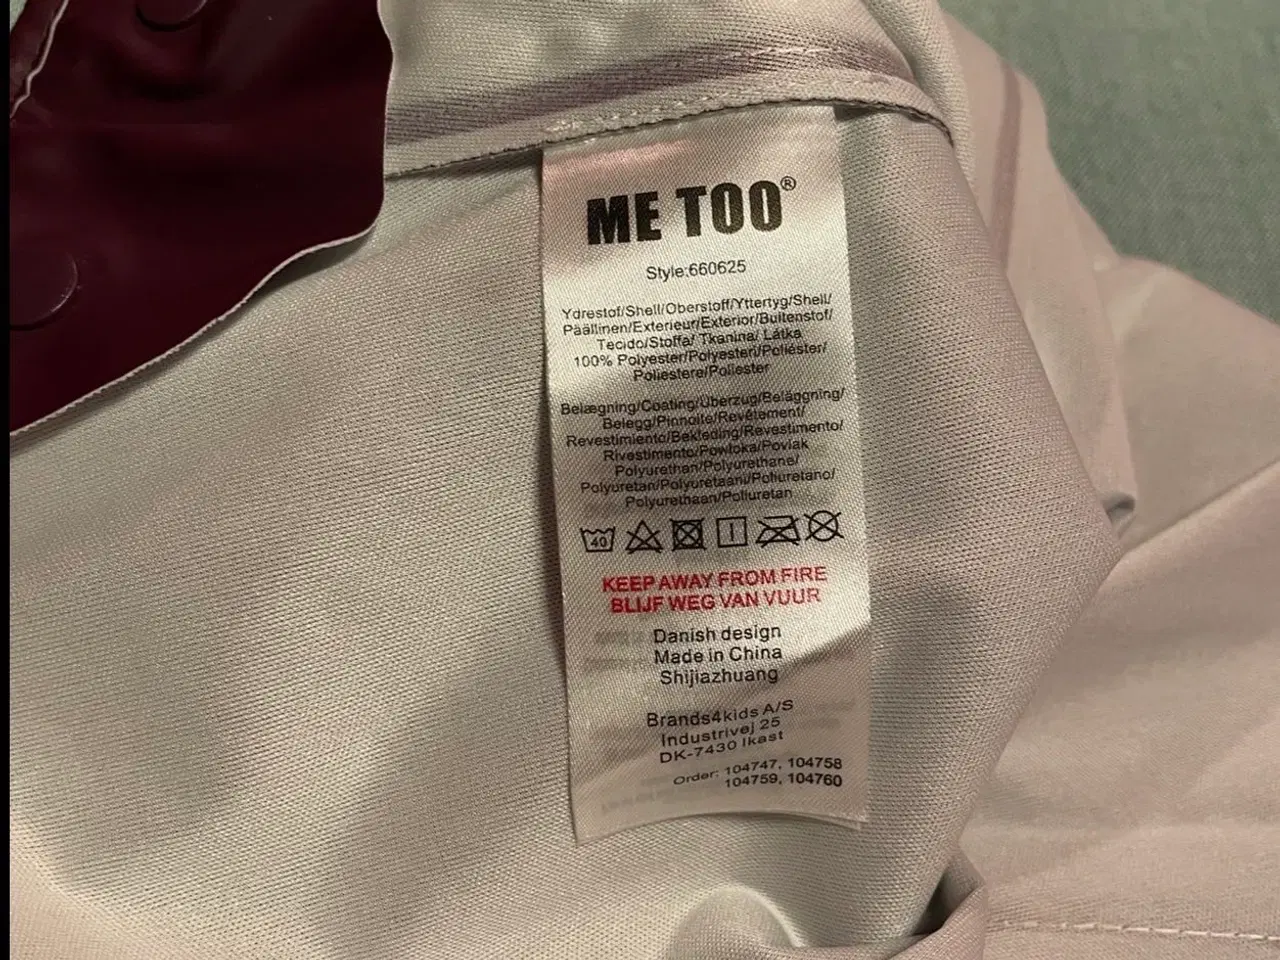 ME TOO®
Style:660625
Ydrestof/Shell/Oberstoff/Yttertyg/Shell/
Päällinen/Exterieur/Exterior/Buitenstof/
Tecido/Stoffa/ Tkanina/ Látka
100% Polyester/Polyesteri/Poliéster/
Poliestere/Poliester
Belægning/Coating/Überzug/Beläggning/
Belegg/Pinnoite/Revêtement/
Revestimiento/Bekleding/Revestimento/
Rivestimento/Powloka/Povlak
Polyurethan/Polyurethane/
Polyuretan/Polyuretaani/Poliuretano/
Polyurethaan/Poliuretan
40
KEEP AWAY FROM FIRE
BLIJF WEG VAN VUUR
Danish design
Made in China
Shijiazhuang
Brands4kids A/S
Industrivej 25
DK-7430 Ikast
Order: 104747, 104758
104759, 104760